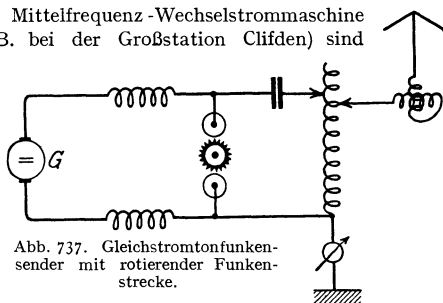 Mittelfrequenz-Wechselstrommaschine
B. bei der Großstation Clifden) sind
= G
Abb. 737. Gleichstromtonfunken-
sender mit rotierender Funken-
strecke.